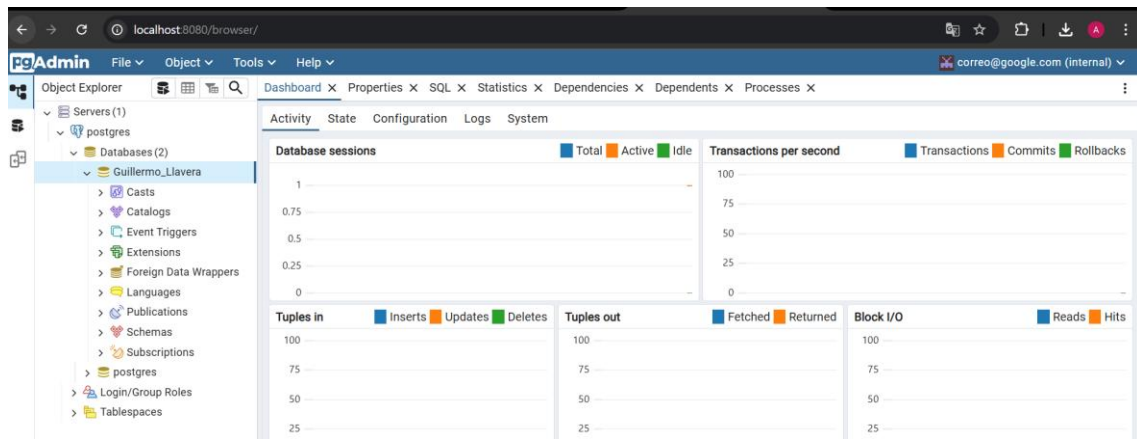 localhost:8080/browser/
A
pgAdmin File Object Tools Help correo@google.com (internal)
Object Explorer
Dashboard Properties SQL Statistics Dependencies Dependents Processes
Servers (1)
postgres
Databases (2)
Guillermo_Llavera
Casts
Catalogs
Event Triggers
Extensions
Foreign Data Wrappers
Languages
Publications
Schemas
Subscriptions
postgres
Login/Group Roles
Tablespaces
Activity State Configuration Logs System
Database sessions Total Active Idle
1
0.75
0.5
0.25
0
Transactions per second Transactions Commits Rollbacks
100
75
50
25
0
Tuples in Inserts Updates Deletes
100
75
50
25
Tuples out Fetched Returned
100
75
50
25
Block I/O Reads Hits
100
75
50
25